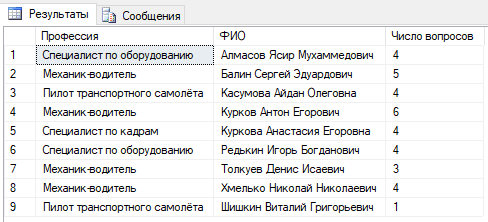 Результаты Сообщения
Профессия ФИО Число вопросов
1 Специалист по оборудованию Алмасов Ясир Мухаммедович 4
2 Механик-водитель Балин Сергей Эдуардович 5
3 Пилот транспортного самолёта Касумова Айдан Олеговна 4
4 Механик-водитель Курков Антон Егорович 6
5 Специалист по кадрам Куркова Анастасия Егоровна 4
6 Специалист по оборудованию Редькин Игорь Богданович 4
7 Механик-водитель Толкуев Денис Исаевич 3
8 Механик-водитель Хмелько Николай Николаевич 4
9 Пилот транспортного самолёта Шишкин Виталий Григорьевич 1